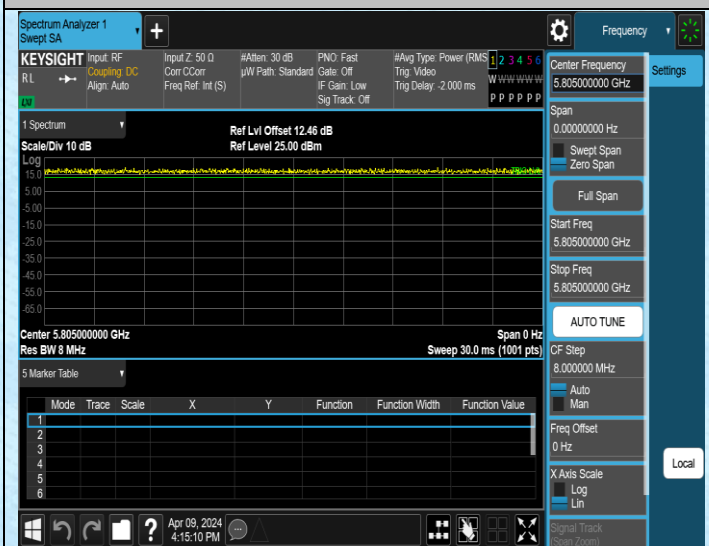 Spectrum Analyzer 1
Swept SA
Frequency
KEYSIGHT Input: RF Input Z: 50 Ω #Atten: 30 dB PNO: Fast #Avg Type: Power (RMS 1 2 3 4 5 6
RL Coupling: DC Corr CCorr µW Path: Standard Gate: Off Trig: Video W W W W W W
Align: Auto Freq Ref: Int (S) IF Gain: Low Trig Delay: -2.000 ms
LXI Sig Track: Off P P P P P P
1 Spectrum
Ref Lvl Offset 12.46 dB
Scale/Div 10 dB Ref Level 25.00 dBm
Log
15.0
5.00
-5.00
-15.0
-25.0
-35.0
-45.0
-55.0
-65.0
Center 5.805000000 GHz Span 0 Hz
Res BW 8 MHz Sweep 30.0 ms (1001 pts)
5 Marker Table
Mode Trace Scale X Y Function Function Width Function Value
1
2
3
4
5
6
? Apr 09, 2024
4:15:10 PM
Center Frequency
5.805000000 GHz
Settings
Span
0.00000000 Hz
Swept Span
Zero Span
Full Span
Start Freq
5.805000000 GHz
Stop Freq
5.805000000 GHz
AUTO TUNE
CF Step
8.000000 MHz
Auto
Man
Freq Offset
0 Hz
Local
X Axis Scale
Log
Lin
Signal Track
(Span Zoom)